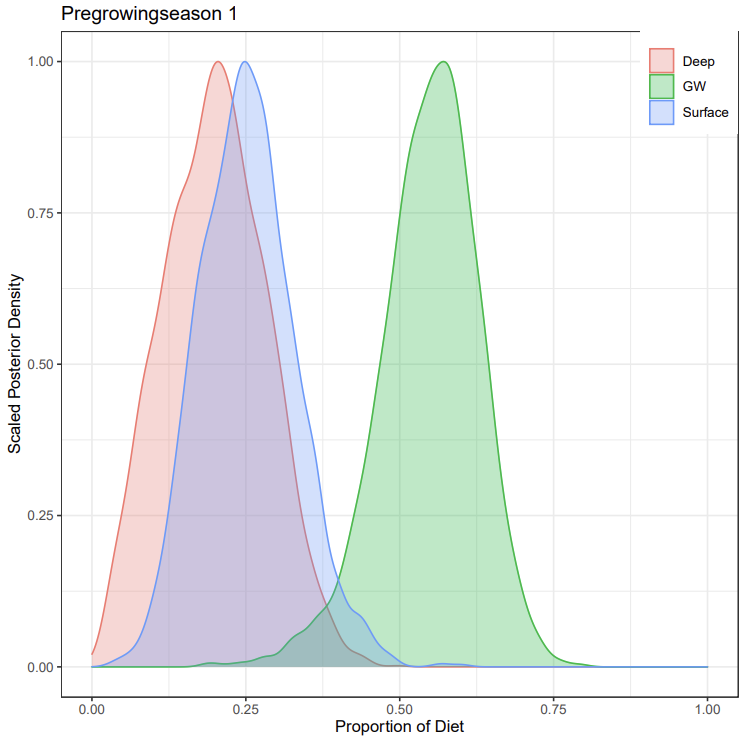 Pregrowingseason 1
Deep
GW
Surface
1.00
0.75
0.50
0.25
0.00
Scaled Posterior Density
0.00 0.25 0.50 0.75 1.00
Proportion of Diet